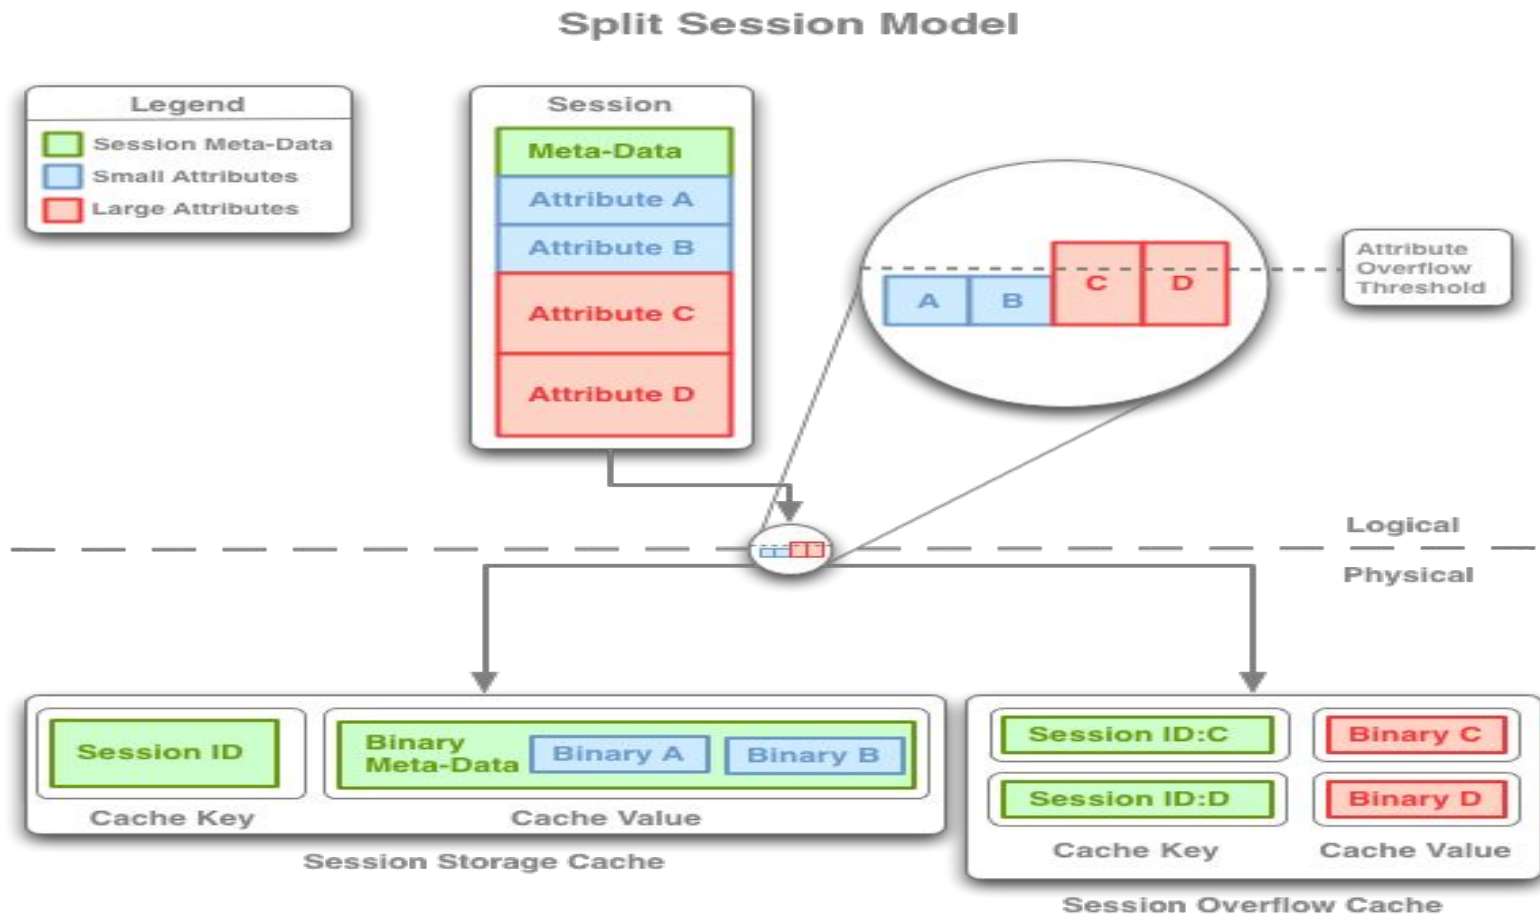 Split Session Model
Legend
Session Meta-Data
Small Attributes
Large Attributes
Session
Meta-Data
Attribute A
Attribute B
Attribute C
Attribute D
A
B
C
D
Attribute
Overflow
Threshold
Logical
Physical
Session ID
Cache Key
Binary
Meta-Data
Binary A
Binary B
Cache Value
Session Storage Cache
Session ID:C
Binary C
Session ID:D
Binary D
Cache Key
Cache Value
Session Overflow Cache